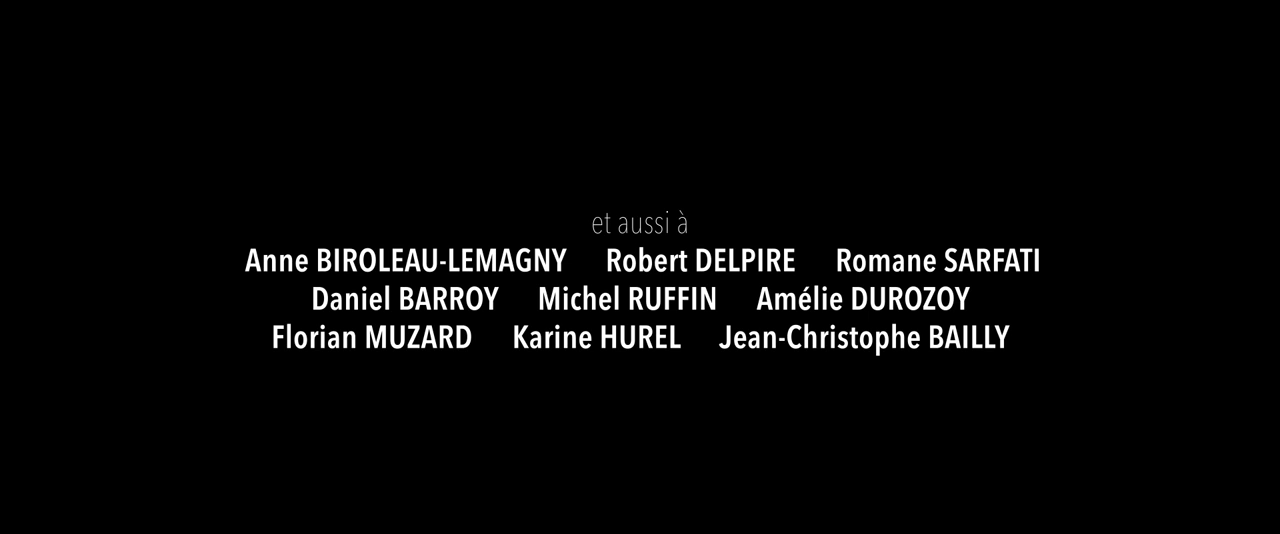 et aussi à
Anne BIROLEAU-LEMAGNY Robert DELPIRE Romane SARFATI
Daniel BARROY Michel RUFFIN Amélie DUROZOY
Florian MUZARD Karine HUREL Jean-Christophe BAILLY